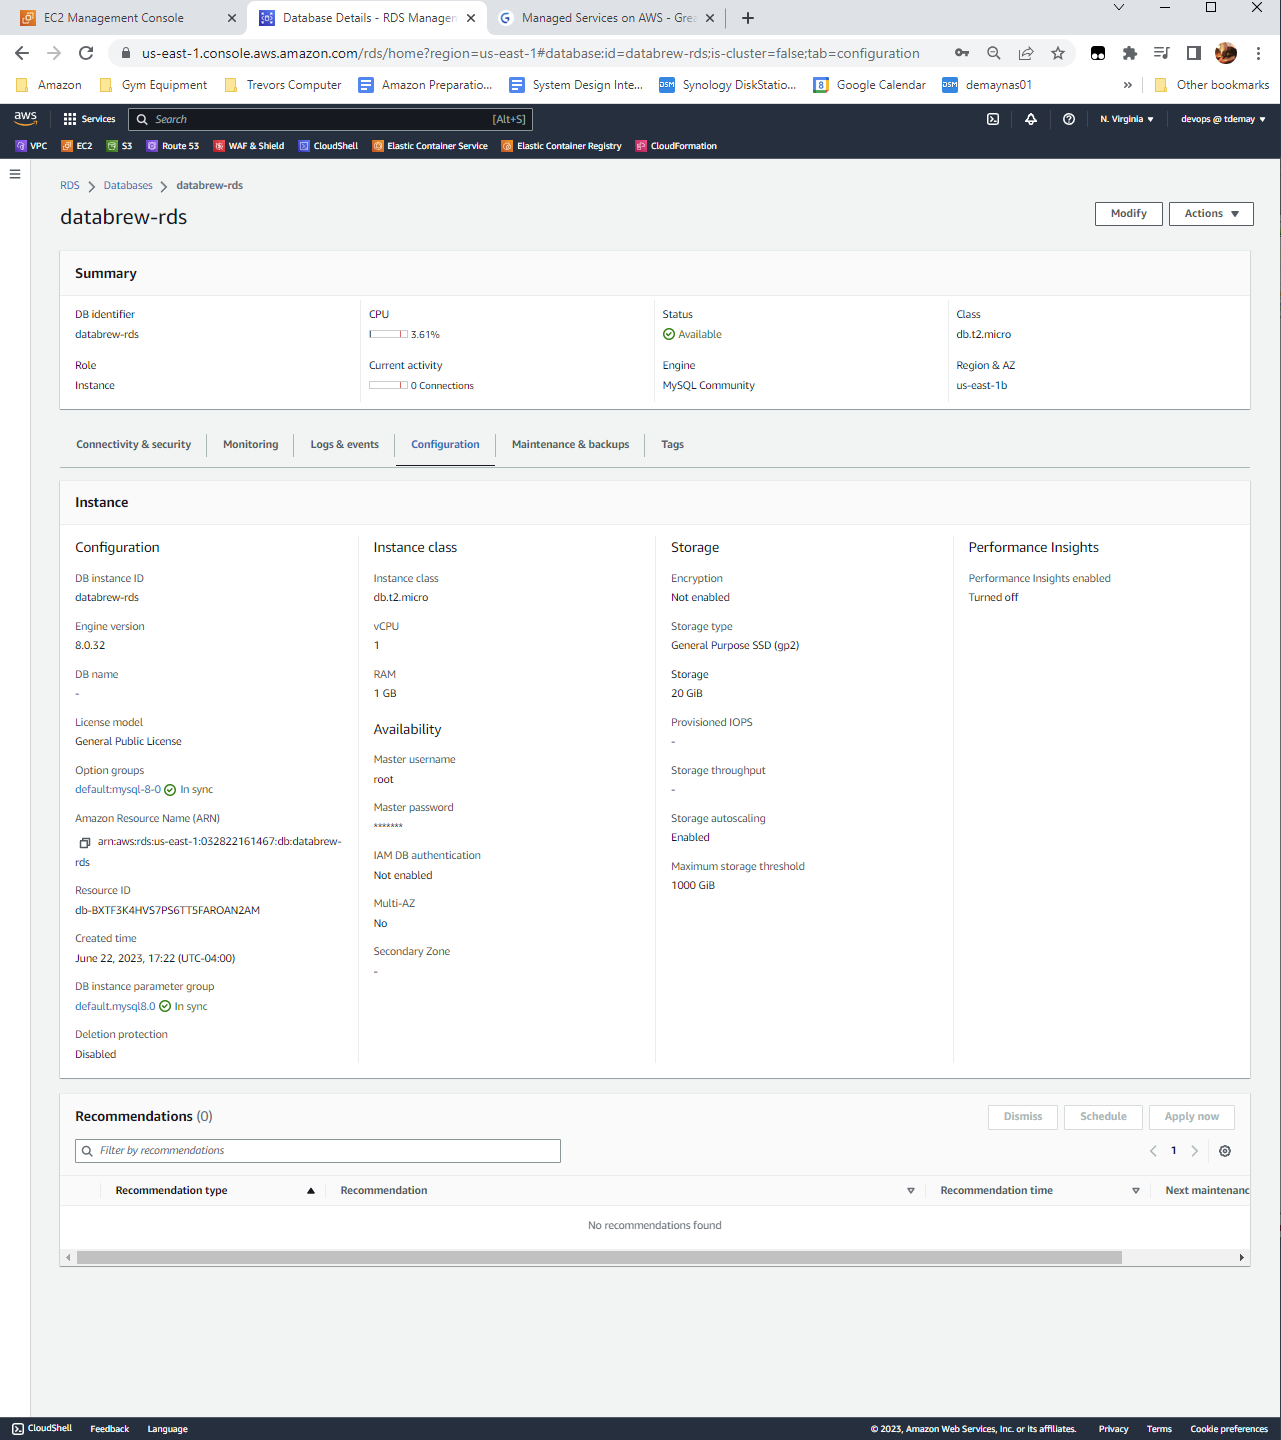 EC2 Management Console
Database Details - RDS Managem
Managed Services on AWS - Grea
us-east-1.console.aws.amazon.com/rds/home?region=us-east-1#database:id=databrew-rds;is-cluster=false;tab=configuration
Amazon Gym Equipment Trevors Computer Amazon Preparatio... System Design Inte... Synology DiskStatio... Google Calendar demaynas01 » Other bookmarks
aws Services Search [Alt+S] N. Virginia devops @ tdemay
VPC EC2 S3 Route 53 WAF & Shield CloudShell Elastic Container Service Elastic Container Registry CloudFormation
RDS Databases databrew-rds
databrew-rds
Modify Actions
Summary
DB identifier CPU Status Class
databrew-rds 3.61% Available db.t2.micro
Role Current activity Engine Region & AZ
Instance 0 Connections MySQL Community us-east-1b
Connectivity & security Monitoring Logs & events Configuration Maintenance & backups Tags
Instance
Configuration
DB instance ID
databrew-rds
Engine version
8.0.32
DB name
-
License model
General Public License
Option groups
default:mysql-8-0 In sync
Amazon Resource Name (ARN)
arn:aws:rds:us-east-1:032822161467:db:databrew-
rds
Resource ID
db-BXTF3K4HVS7PS6TT5FAROAN2AM
Created time
June 22, 2023, 17:22 (UTC-04:00)
DB instance parameter group
default.mysql8.0 In sync
Deletion protection
Disabled
Instance class
Instance class
db.t2.micro
vCPU
1
RAM
1 GB
Availability
Master username
root
Master password
*******
IAM DB authentication
Not enabled
Multi-AZ
No
Secondary Zone
-
Storage
Encryption
Not enabled
Storage type
General Purpose SSD (gp2)
Storage
20 GiB
Provisioned IOPS
-
Storage throughput
-
Storage autoscaling
Enabled
Maximum storage threshold
1000 GiB
Performance Insights
Performance Insights enabled
Turned off
Recommendations (0)
Dismiss Schedule Apply now
Filter by recommendations
1
Recommendation type Recommendation Recommendation time Next maintenanc
No recommendations found
CloudShell Feedback Language © 2023, Amazon Web Services, Inc. or its affiliates. Privacy Terms Cookie preferences